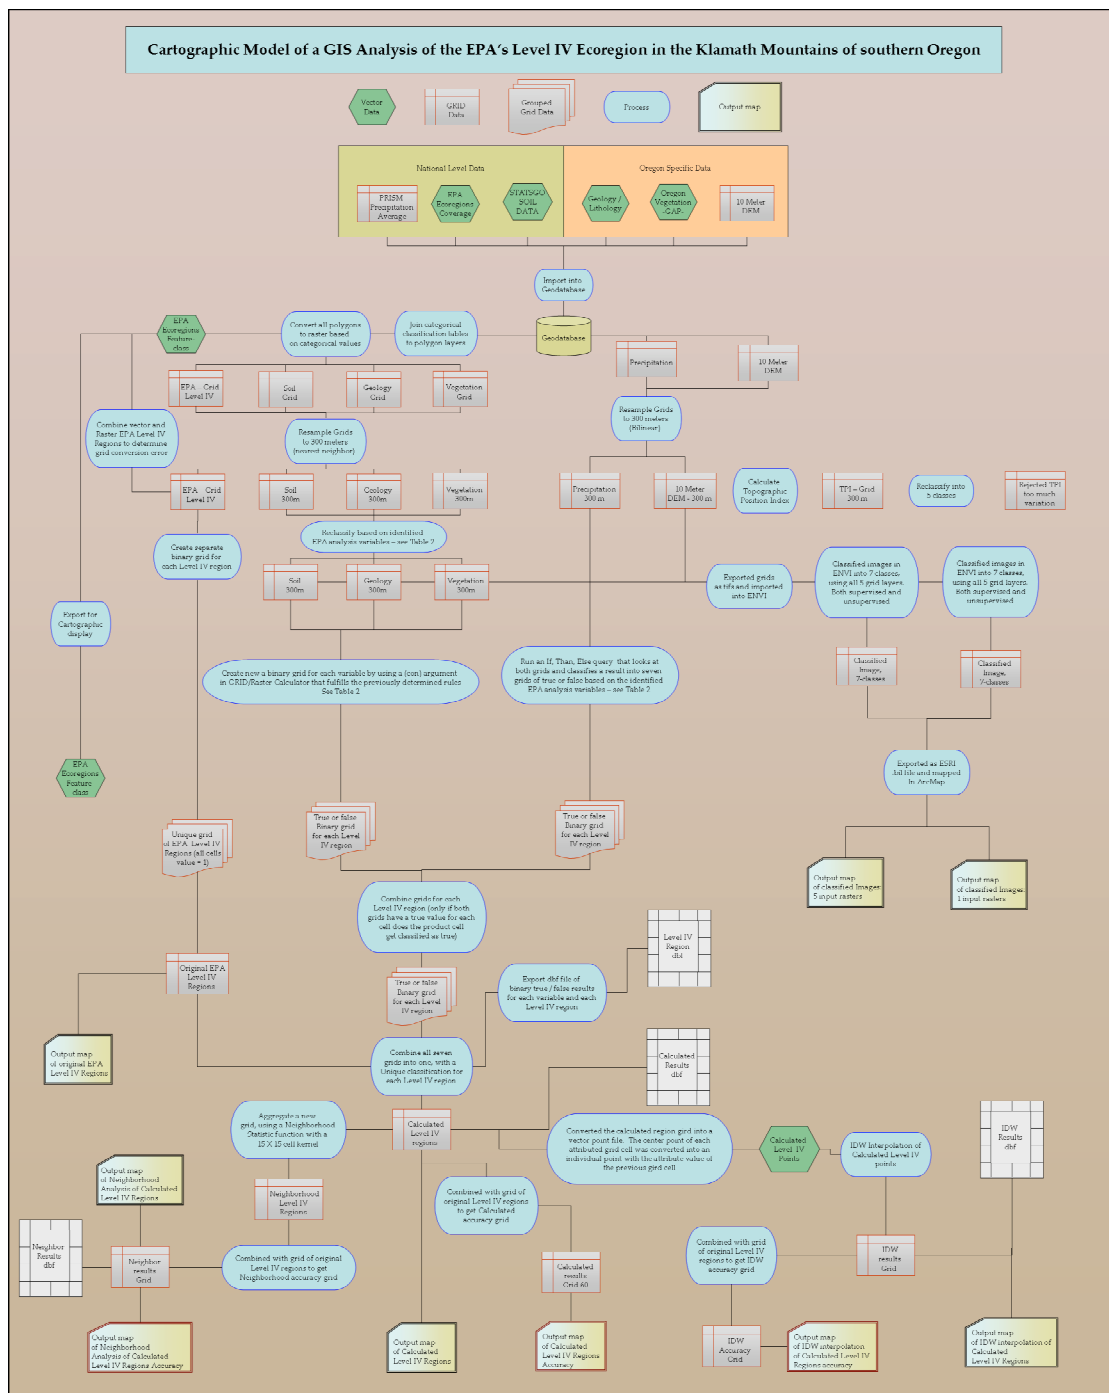 Cartographic Model of a GIS Analysis of the EPA's Level IV Ecoregion in the Klamath Mountains of southern Oregon
Vector
Data
GRID
Data
Grouped
Grid Data
Process
Output map
National Level Data
Oregon Specific Data
PRISM
Precipitation
Average
EPA
Ecoregions
Coverage
STATSGO
SOIL
DATA
Geology /
Lithology
Oregon
Vegetation
-GAP-
10 Meter
DEM
Import into
Geodatabase
EPA
Ecoregions
Feature
class
Convert all polygons
to raster based
on categorical values
Join categorical
classification tables
to polygon layers
Geodatabase
Precipitation
10 Meter
DEM
EPA - Grid
Level IV
Soil
Grid
Geology
Grid
Vegetation
Grid
Combine vector and
Raster EPA Level IV
Regions to determine
grid conversion error
Resample Grids
to 300 meters
(nearest neighbor)
Resample Grids
to 300 meters
(Bilinear)
EPA - Grid
Level IV
Soil
300m
Geology
300m
Vegetation
300m
Precipitation
300 m
10 Meter
DEM - 300 m
Calculate
Topographic
Position Index
TPI – Grid
300 m
Reclassify into
5 classes
Rejected TPI
too much
variation
Create separate
binary grid for
each Level IV region
Reclassify based on identified
EPA analysis variables – see Table 2
Soil
300m
Geology
300m
Vegetation
300m
Exported grids
as tifs and imported
into ENVI
Classified images in
ENVI into 7 classes,
using all 5 grid layers.
Both supervised and
unsupervised
Classified images in
ENVI into 7 classes,
using all 5 grid layers.
Both supervised and
unsupervised
Export for
Cartographic
display
Create new a binary grid for each variable by using a (con) argument
in GRID/Raster Calculator that fulfills the previously determined rules
See Table 2
Run an If, Than, Else query that looks at
both grids and classifies a result into seven
grids of true or false based on the identified
EPA analysis variables – see Table 2
Classified
Image,
7-classes
Classified
Image,
7-classes
EPA
Ecoregions
Feature
class
Exported as ESRI
.bil file and mapped
In ArcMap
Unique grid
of EPA Level IV
Regions (all cells
value = 1)
True or false
Binary grid
for each Level
IV region
True or false
Binary grid
for each Level
IV region
Output map
of classified Images:
5 input rasters
Output map
of classified Images:
1 input rasters
Combine grids for each
Level IV region (only if both
grids have a true value for each
cell does the product cell
get classified as true)
Original EPA
Level IV
Regions
True or false
Binary grid
for each Level
IV region
Export dbf file of
binary true / false results
for each variable and each
Level IV region
Level IV
Region
dbf
Output map
of original EPA
Level IV Regions
Combine all seven
grids into one, with a
Unique classification for
each Level IV region
Calculated
Results
dbf
Aggregate a new
grid, using a Neighborhood
Statistic function with a
15 X 15 cell kernel
Calculated
Level IV
regions
Converted the calculated region gird into a
vector point file. The center point of each
attributed grid cell was converted into an
individual point with the attribute value of
the previous gird cell
Calculated
Level IV
Points
IDW Interpolation of
Calculated Level IV
points
IDW
Results
dbf
Output map
of Neighborhood
Analysis of Calculated
Level IV Regions
Neighborhood
Level IV
Regions
Combined with grid of
original Level IV regions
to get Calculated
accuracy grid
Neighbor
Results
dbf
Neighbor
results
Grid
Combined with grid of original
Level IV regions to get
Neighborhood accuracy grid
Calculated
results
Grid 60
Combined with grid
of original Level IV
regions to get IDW
accuracy grid
IDW
results
Grid
Output map
of Neighborhood
Analysis of Calculated
Level IV Regions Accuracy
Output map
of Calculated
Level IV Regions
Output map
of Calculated
Level IV Regions
Accuracy
IDW
Accuracy
Grid
Output map
of IDW interpolation
of Calculated Level IV
Regions accuracy
Output map
of IDW interpolation of
Calculated
Level IV Regions